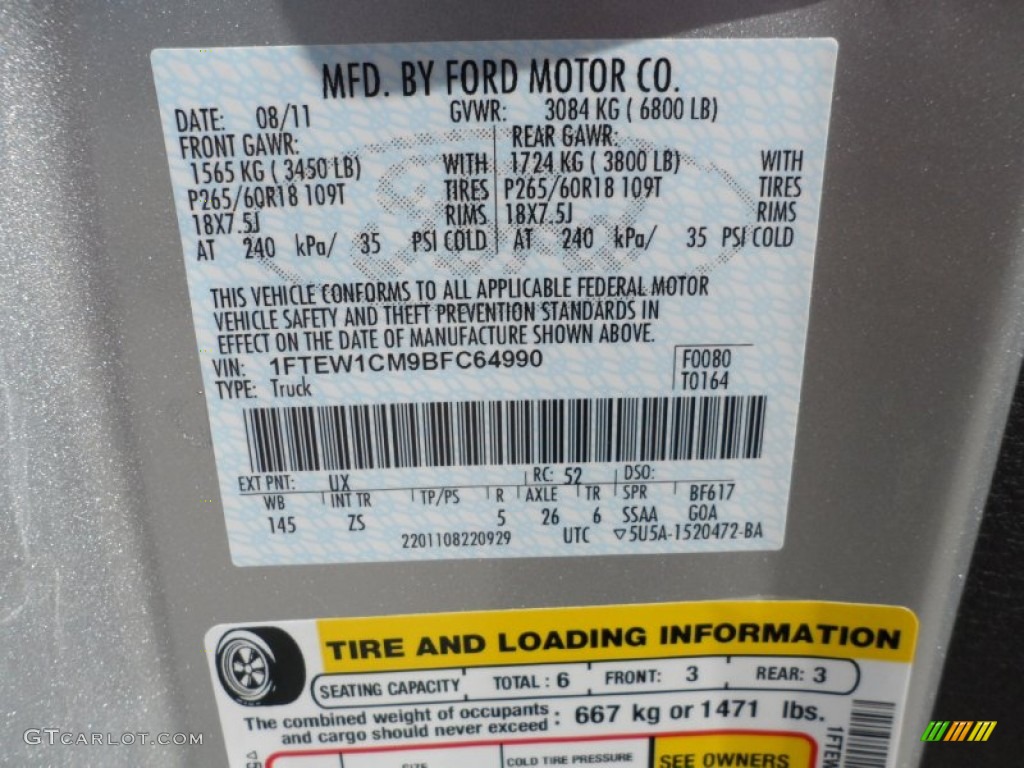 MFD. BY FORD MOTOR CO.
DATE: 08/11 GVWR: 3084 KG ( 6800 LB)
FRONT GAWR: REAR GAWR:
1565 KG ( 3450 LB) WITH 1724 KG ( 3800 LB) WITH
P265/60R18 109T TIRES P265/60R18 109T TIRES
18X7.5J RIMS 18X7.5J RIMS
AT 240 kPa/ 35 PSI COLD AT 240 kPa/ 35 PSI COLD
THIS VEHICLE CONFORMS TO ALL APPLICABLE FEDERAL MOTOR
VEHICLE SAFETY AND THEFT PREVENTION STANDARDS IN
EFFECT ON THE DATE OF MANUFACTURE SHOWN ABOVE.
VIN: 1FTEW1CM9BFC64990 F0080
TYPE: Truck T0164
EXT PNT: UX RC: 52 DSO:
WB INT TR TP/PS R AXLE TR SPR BF617
145 ZS 5 26 6 SSAA GOA
2201108220929 UTC ▽5U5A-1520472-BA
TIRE AND LOADING INFORMATION
SEATING CAPACITY TOTAL : 6 FRONT: 3 REAR: 3
The combined weight of occupants
and cargo should never exceed : 667 kg or 1471 lbs.
COLD TIRE PRESSURE SEE OWNERS
1FTEW
GTCarLot.com